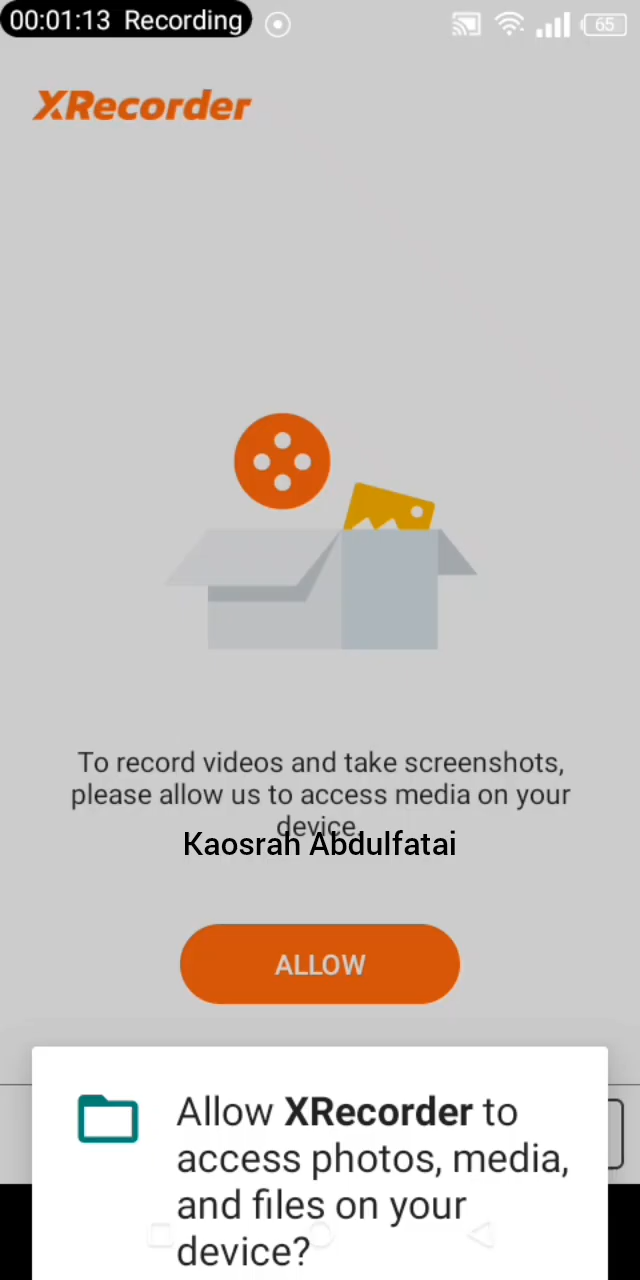 00:01:13 Recording
65
XRecorder
To record videos and take screenshots,
please allow us to access media on your
device.
Kaosrah Abdulfatai
ALLOW
Allow XRecorder to
access photos, media,
and files on your
device?